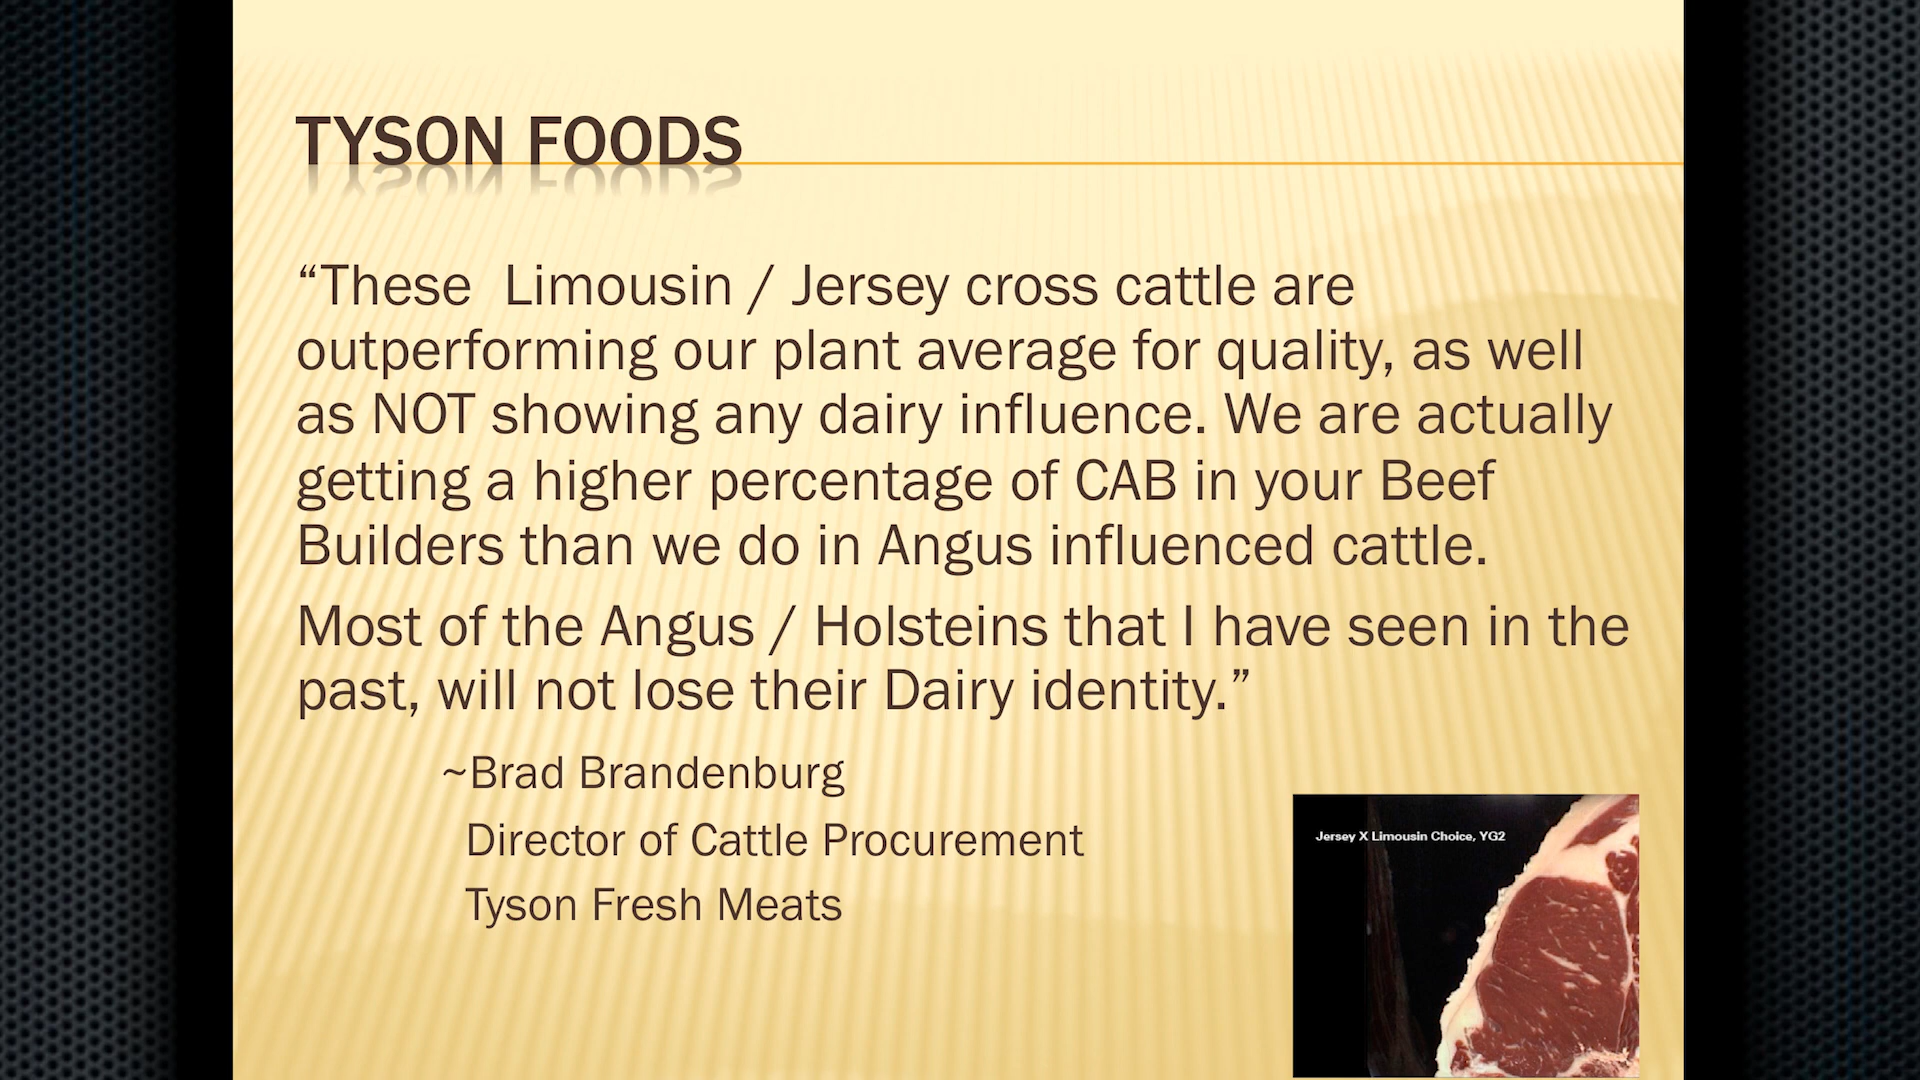 TYSON FOODS
“These Limousin / Jersey cross cattle are
outperforming our plant average for quality, as well
as NOT showing any dairy influence. We are actually
getting a higher percentage of CAB in your Beef
Builders than we do in Angus influenced cattle.
Most of the Angus / Holsteins that I have seen in the
past, will not lose their Dairy identity.”
~Brad Brandenburg
Director of Cattle Procurement
Tyson Fresh Meats
Jersey X Limousin Choice, YG2